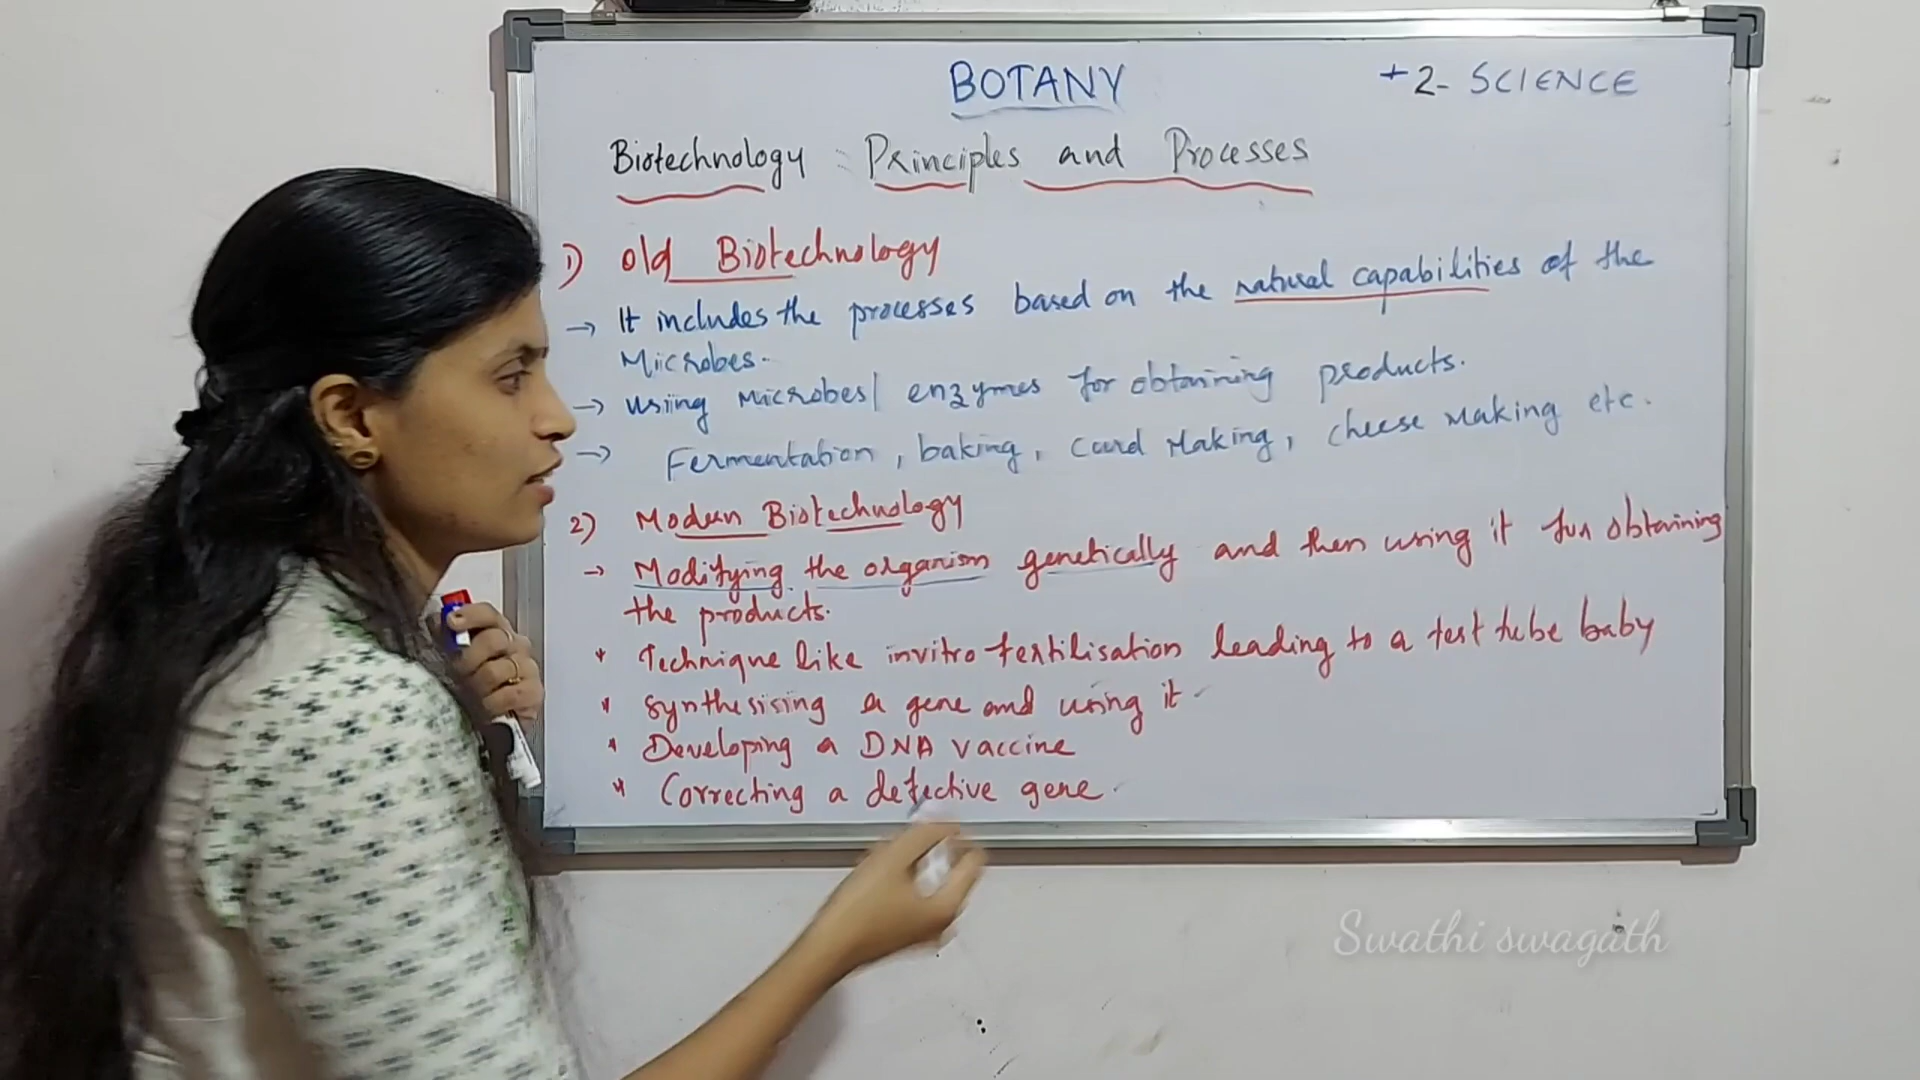 BOTANY
+2- SCIENCE
Biotechnology : Principles and Processes
1) Old Biotechnology
→ It includes the processes based on the natural capabilities of the
Microbes.
→ Using Microbes/ enzymes for obtaining products.
→ Fermentation, baking, Curd Making, cheese Making etc.
2) Modern Biotechnology
→ Modifying the organism genetically and then using it for obtaining
the products.
* Technique like invitro fertilisation leading to a test tube baby
* Synthesising a gene and using it
* Developing a DNA vaccine
* Correcting a defective gene.
Swathi swagath